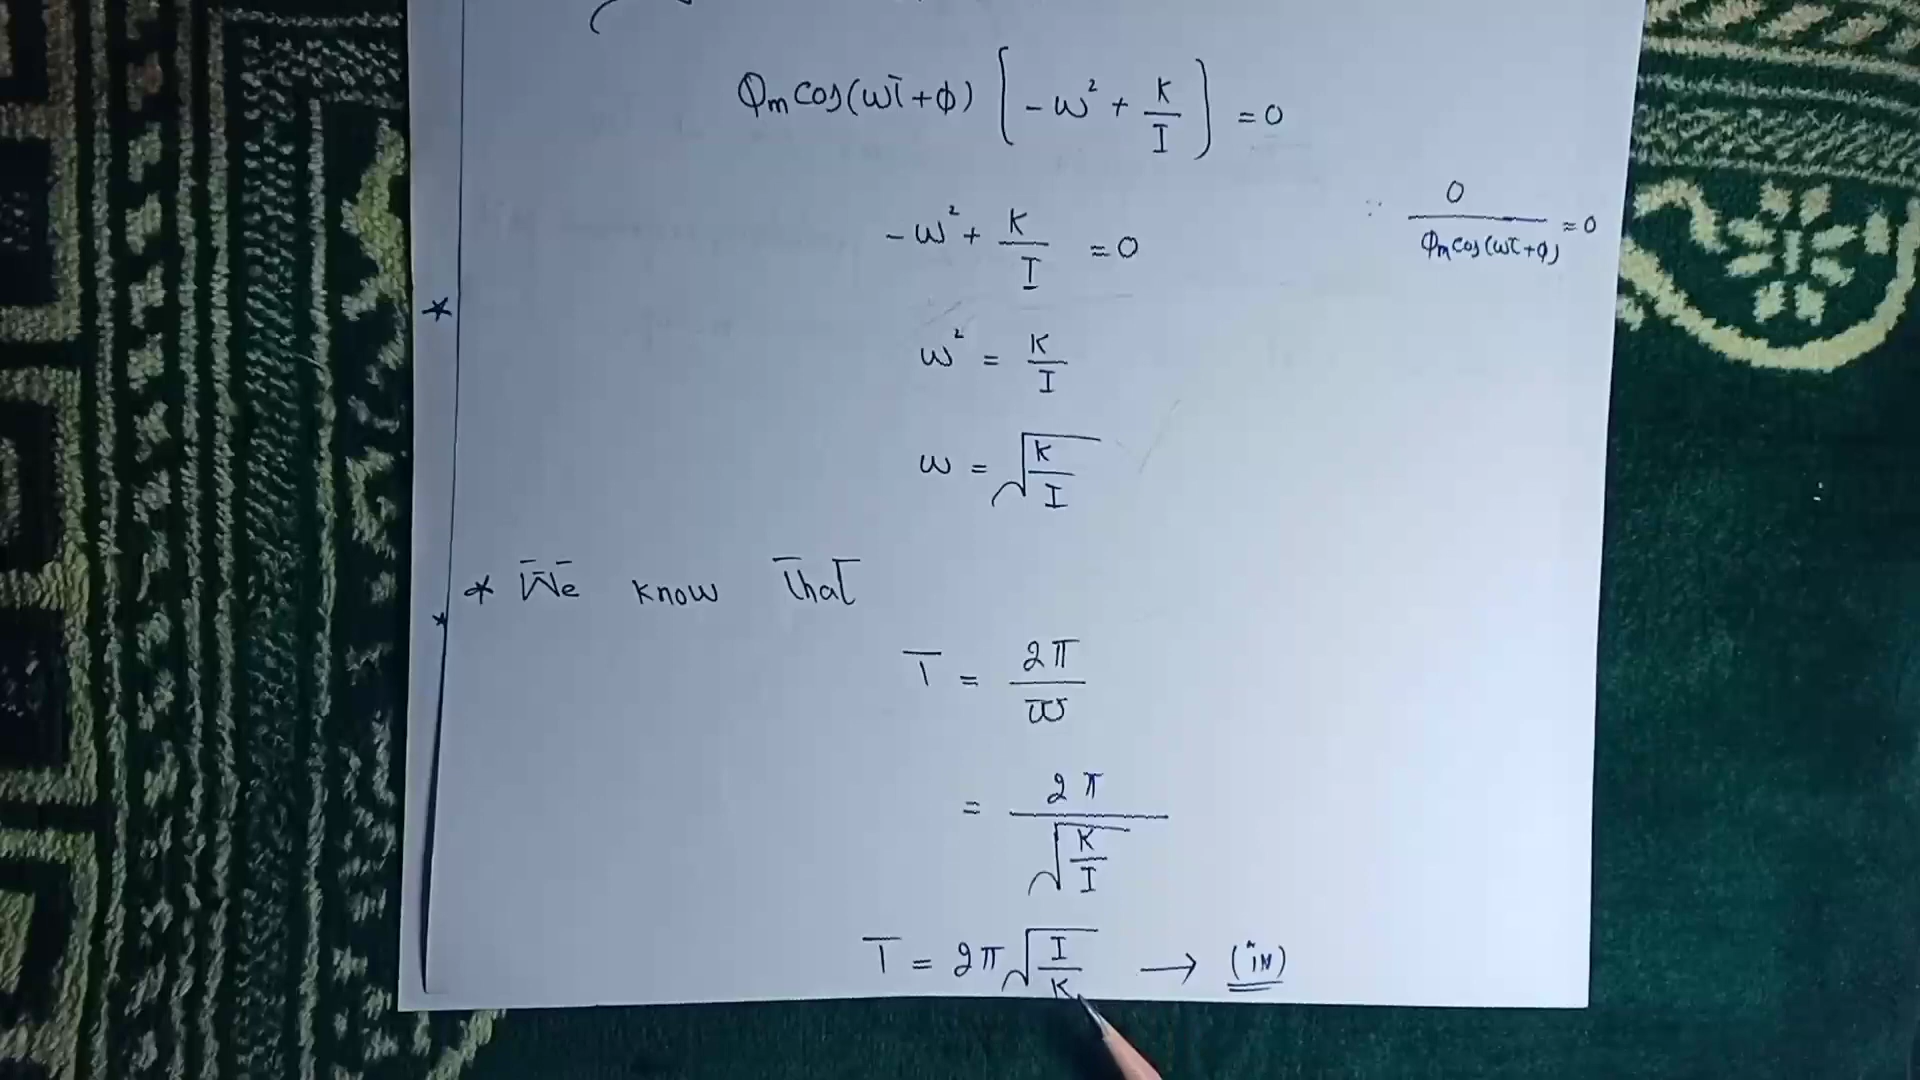 Φm cos(ωt+φ) [-ω² + K/I] = 0
-ω² + K/I = 0
∵ 0/Φm cos(ωt+φ) = 0
ω² = K/I
ω = √(K/I)
* We know that
T = 2π/ω
= 2π/√(K/I)
T = 2π√(I/K) → (iv)